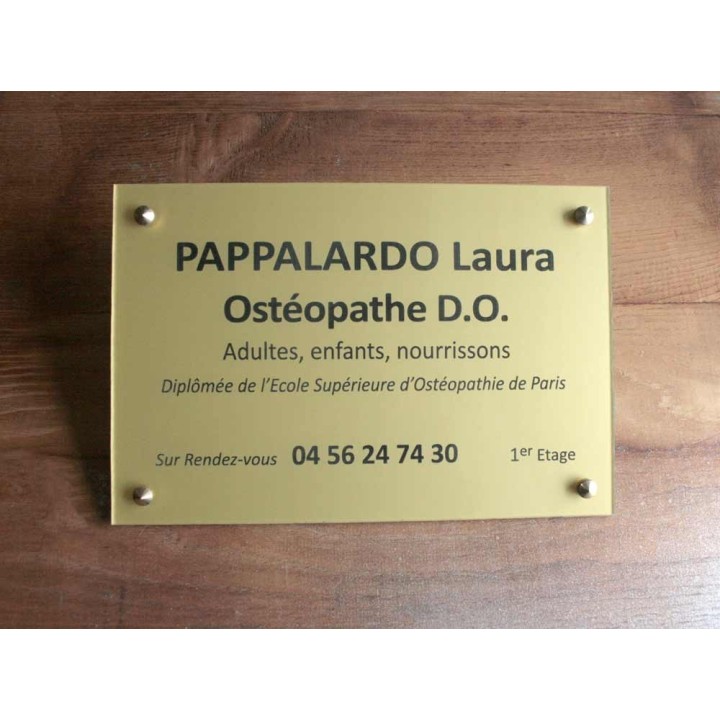 PAPPALARDO Laura
Ostéopathe D.O.
Adultes, enfants, nourrissons
Diplômée de l'Ecole Supérieure d'Ostéopathie de Paris
Sur Rendez-vous 04 56 24 74 30 1er Etage